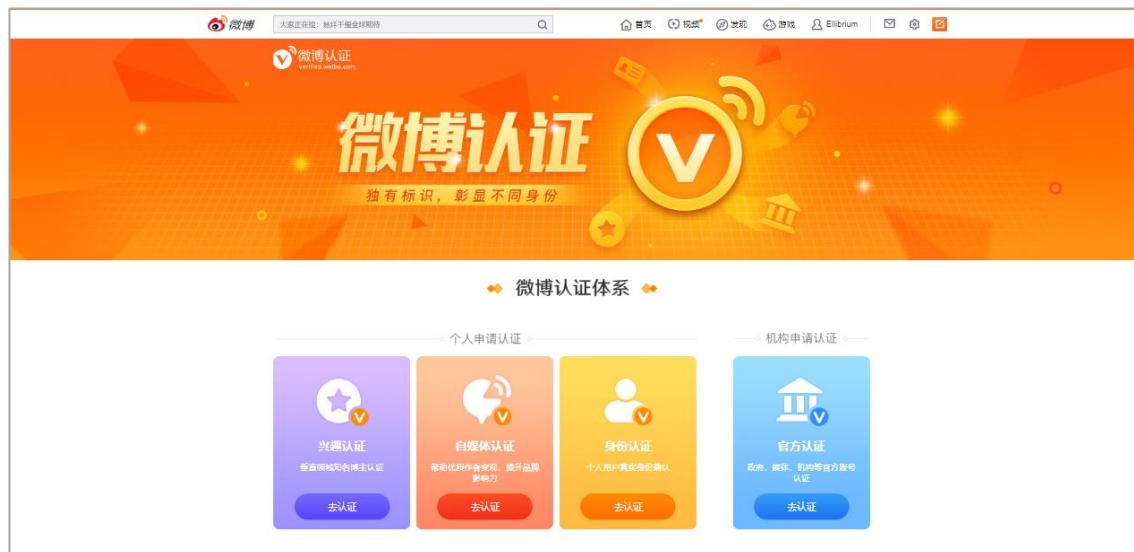 微博
大家正在搜：易烊千玺全球期待
首页
视频
发现
游戏
Ellibrium
微博认证
verified.weibo.com
微博认证
独有标识，彰显不同身份
微博认证体系
个人申请认证
机构申请认证
兴趣认证
垂直领域知名博主认证
去认证
自媒体认证
帮助优质作者变现、提升品牌
影响力
去认证
身份认证
个人用户真实身份确认
去认证
官方认证
政府、媒体、机构等官方账号
认证
去认证